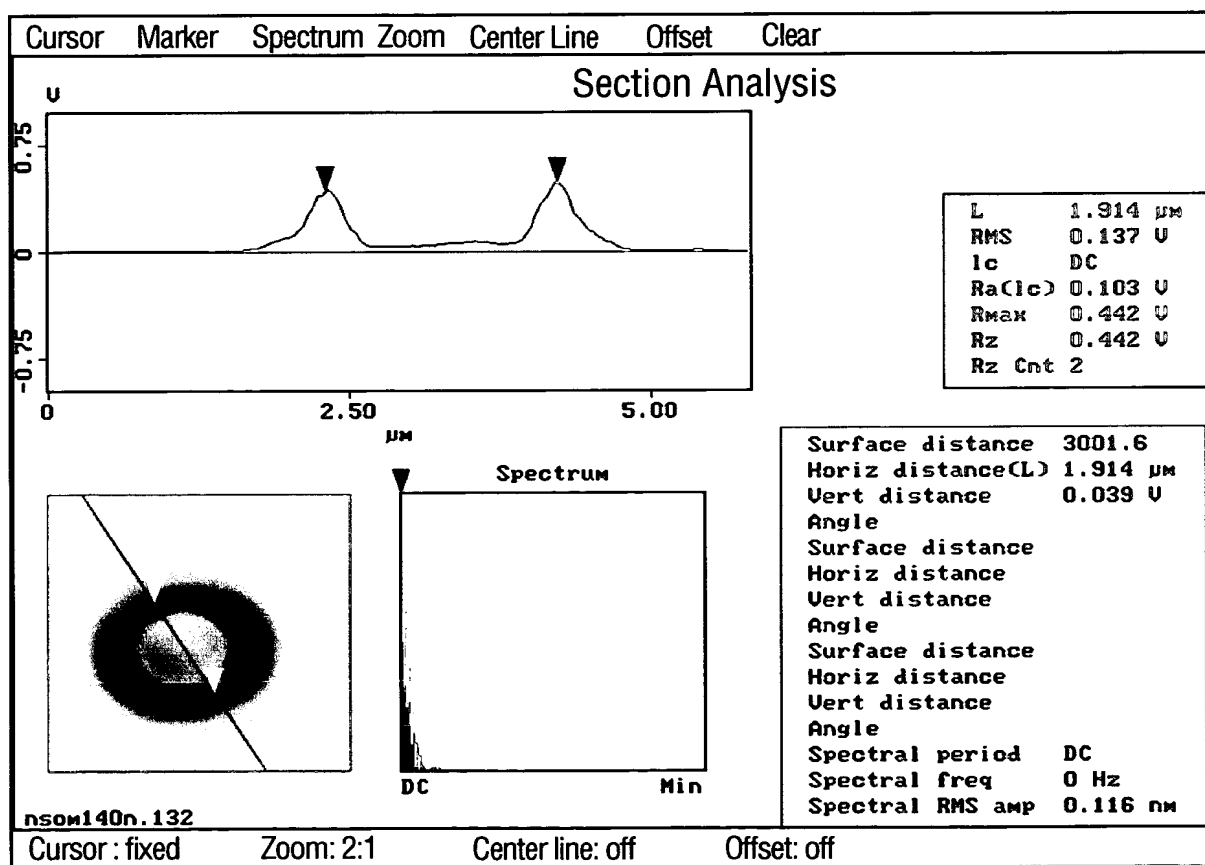 Cursor Marker Spectrum Zoom Center Line Offset Clear
Section Analysis
V
0.75
0
-0.75
0 2.50 5.00
µm
L 1.914 µm
RMS 0.137 V
lc DC
Ra(lc) 0.103 V
Rmax 0.442 V
Rz 0.442 V
Rz Cnt 2
Spectrum
DC Min
Surface distance 3001.6
Horiz distance(L) 1.914 µm
Vert distance 0.039 V
Angle
Surface distance
Horiz distance
Vert distance
Angle
Surface distance
Horiz distance
Vert distance
Angle
Spectral period DC
Spectral freq 0 Hz
Spectral RMS amp 0.116 nm
nsom140n.132
Cursor : fixed Zoom: 2:1 Center line: off Offset: off